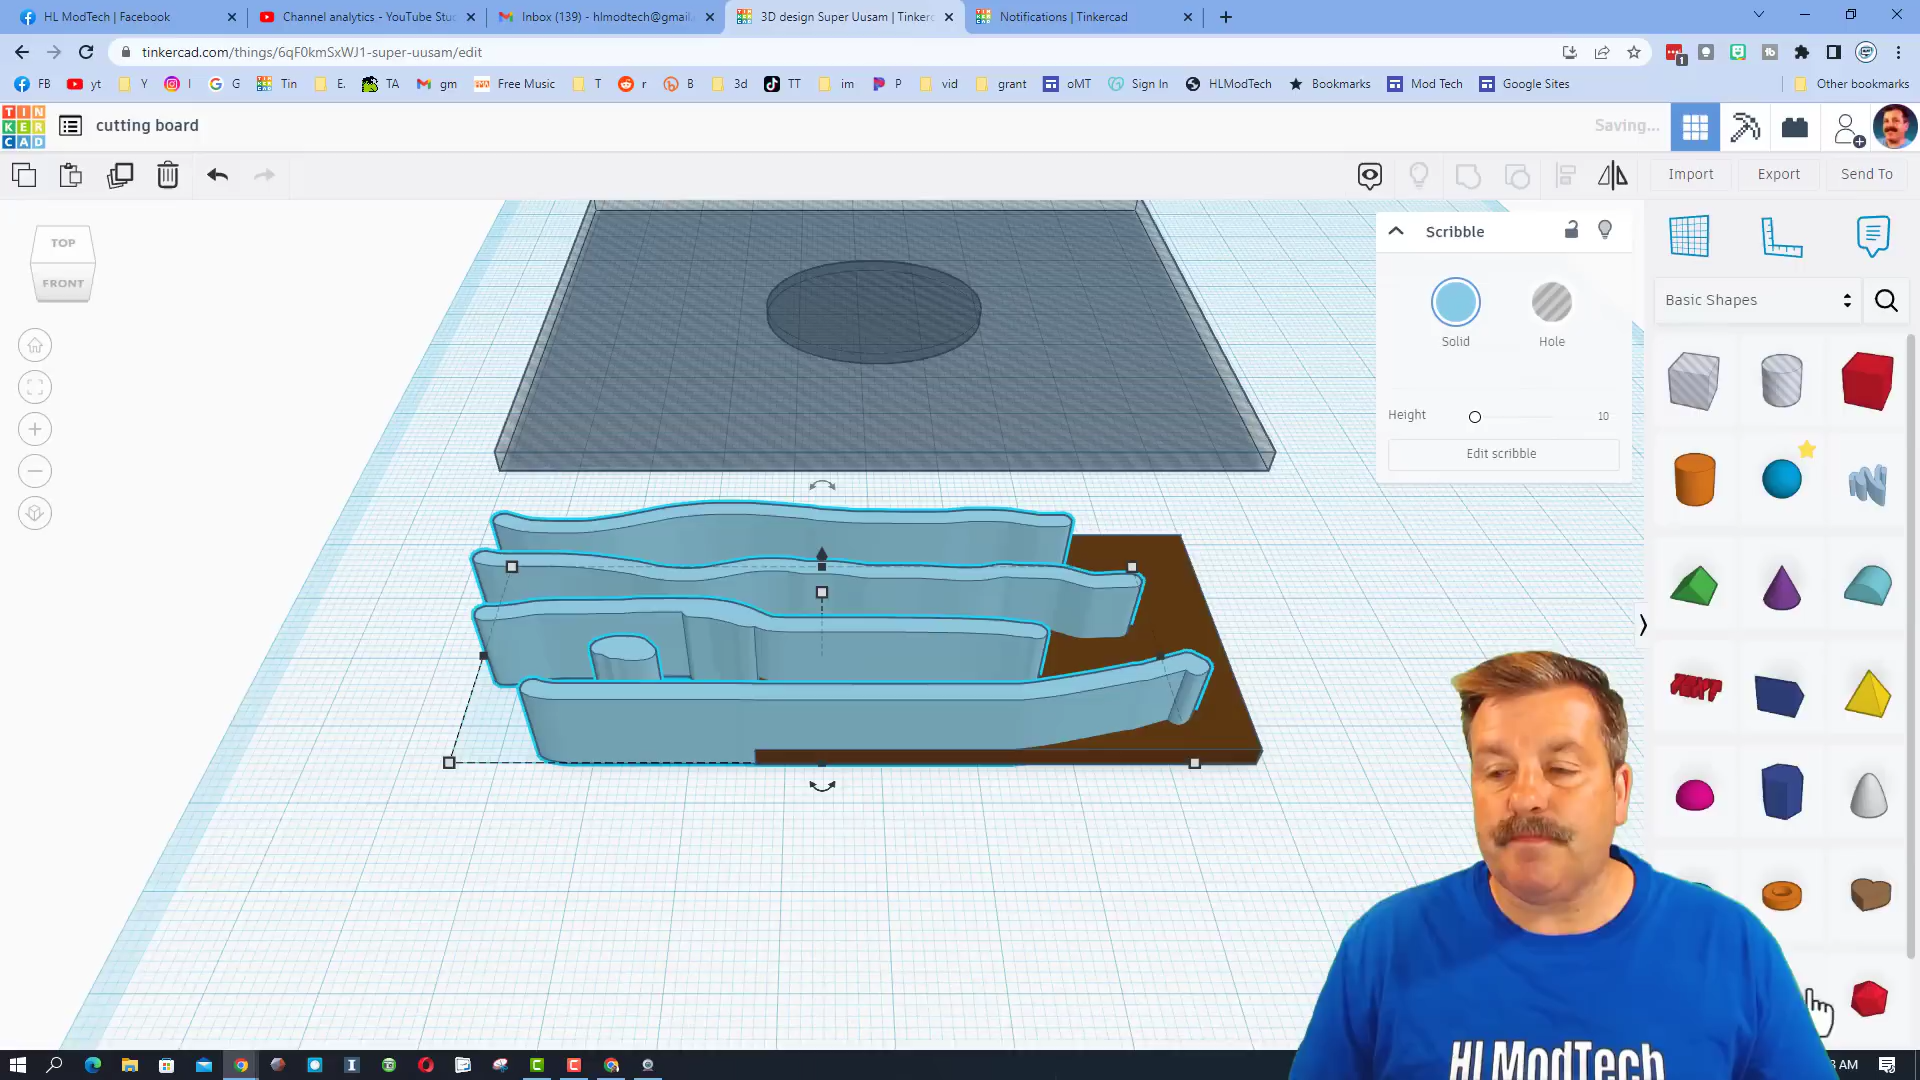 HL ModTech | Facebook
Channel analytics - YouTube Stu
Inbox (139) - hlmodtech@gmail
3D design Super Uusam | Tinkerc
Notifications | Tinkercad
tinkercad.com/things/6qF0kmSxWJ1-super-uusam/edit
1
FB yt Y I G Tin E. TA gm Free Music T r B 3d TT im P vid grant oMT Sign In HLModTech Bookmarks Mod Tech Google Sites Other bookmarks
TIN
KER
CAD
cutting board
Saving...
Import
Export
Send To
TOP
FRONT
Scribble
Solid
Hole
Height
10
Edit scribble
Basic Shapes
HLModTech
AM